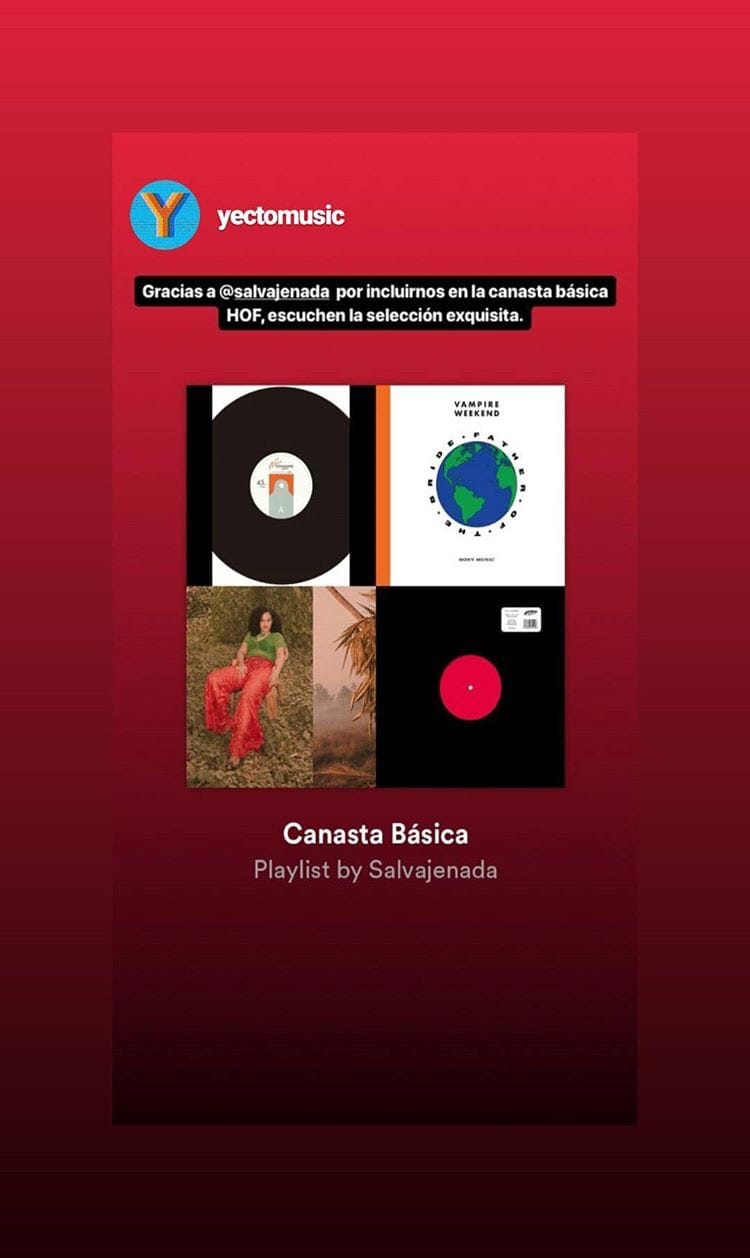 Y
yectomusic
Gracias a @salvajenada por incluirnos en la canasta básica
HOF, escuchen la selección exquisita.
45
A
VAMPIRE
WEEKEND
FATHER · OF · THE · BRIDE
SONY MUSIC
Canasta Básica
Playlist by Salvajenada